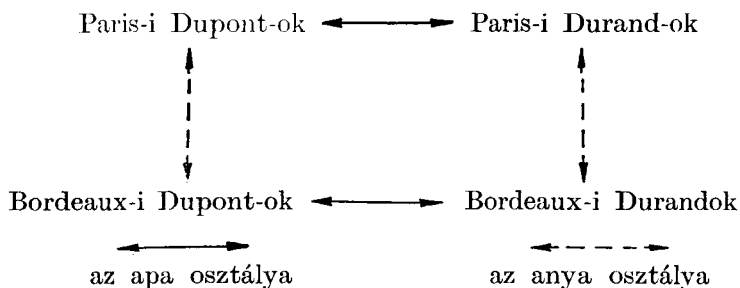 Paris-i Dupont-ok Paris-i Durand-ok
Bordeaux-i Dupont-ok Bordeaux-i Durandok
az apa osztálya az anya osztálya